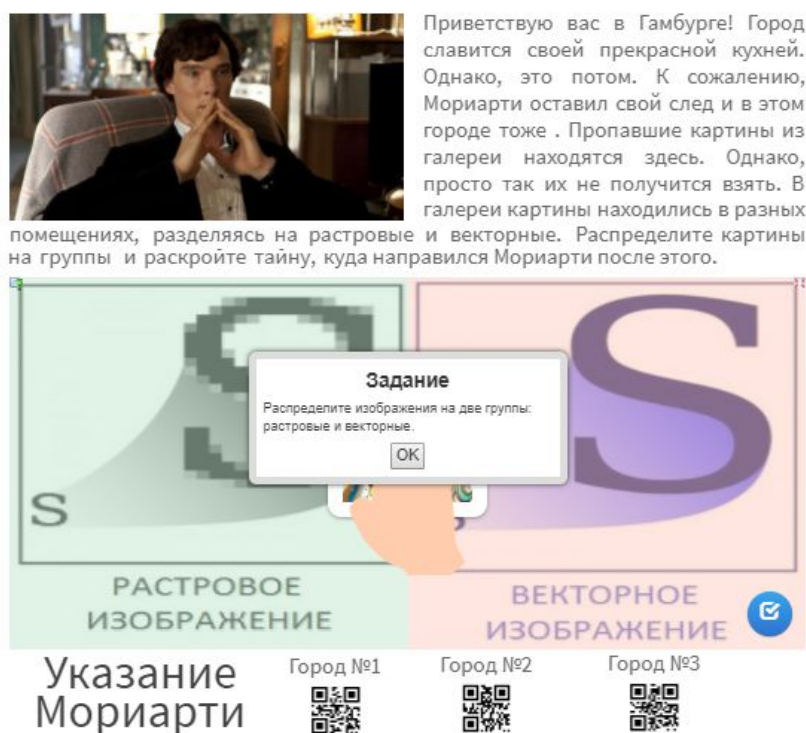 Приветствую вас в Гамбурге! Город
славится своей прекрасной кухней.
Однако, это потом. К сожалению,
Мориарти оставил свой след и в этом
городе тоже . Пропавшие картины из
галереи находятся здесь. Однако,
просто так их не получится взять. В
галереи картины находились в разных
помещениях, разделяясь на растровые и векторные. Распределите картины
на группы и раскройте тайну, куда направился Мориарти после этого.
S
S
Задание
Распределите изображения на две группы:
растровые и векторные.
OK
S
РАСТРОВОЕ
ИЗОБРАЖЕНИЕ
ВЕКТОРНОЕ
ИЗОБРАЖЕНИЕ
Указание
Мориарти
Город №1
Город №2
Город №3